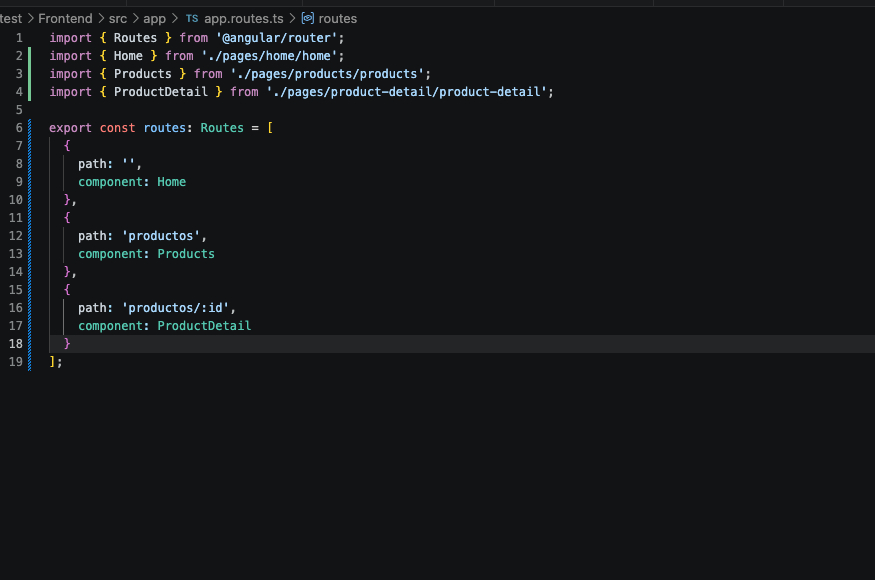 test > Frontend > src > app > TS app.routes.ts > routes
1 import { Routes } from '@angular/router';
2 import { Home } from './pages/home/home';
3 import { Products } from './pages/products/products';
4 import { ProductDetail } from './pages/product-detail/product-detail';
5
6 export const routes: Routes = [
7 {
8 path: '',
9 component: Home
10 },
11 {
12 path: 'productos',
13 component: Products
14 },
15 {
16 path: 'productos/:id',
17 component: ProductDetail
18 }
19 ];